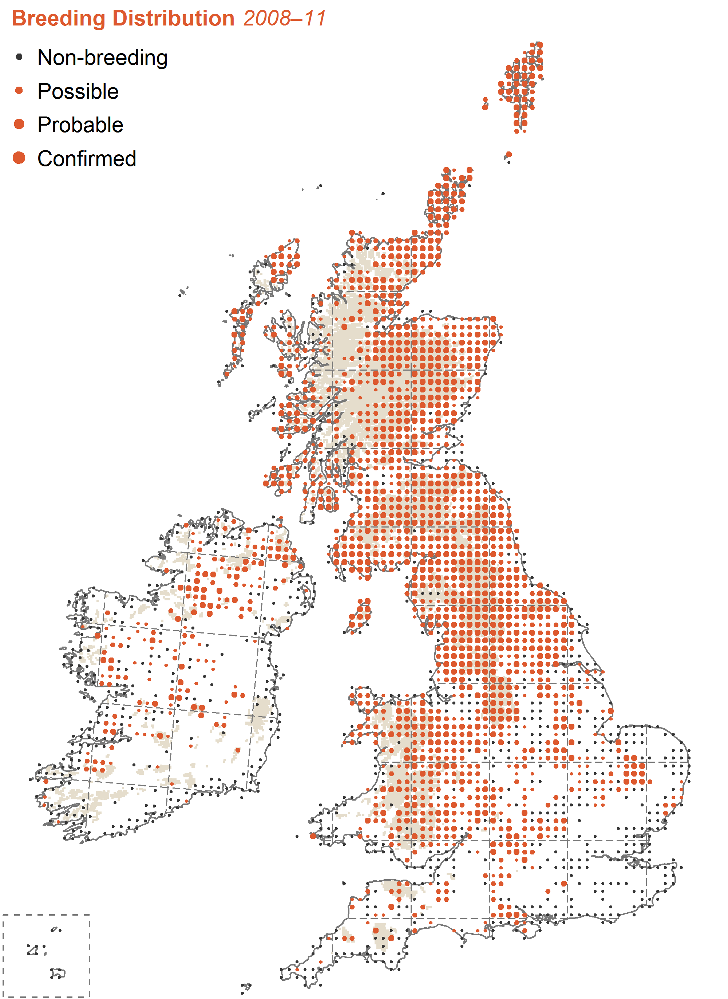 Breeding Distribution 2008–11
Non-breeding
Possible
Probable
Confirmed